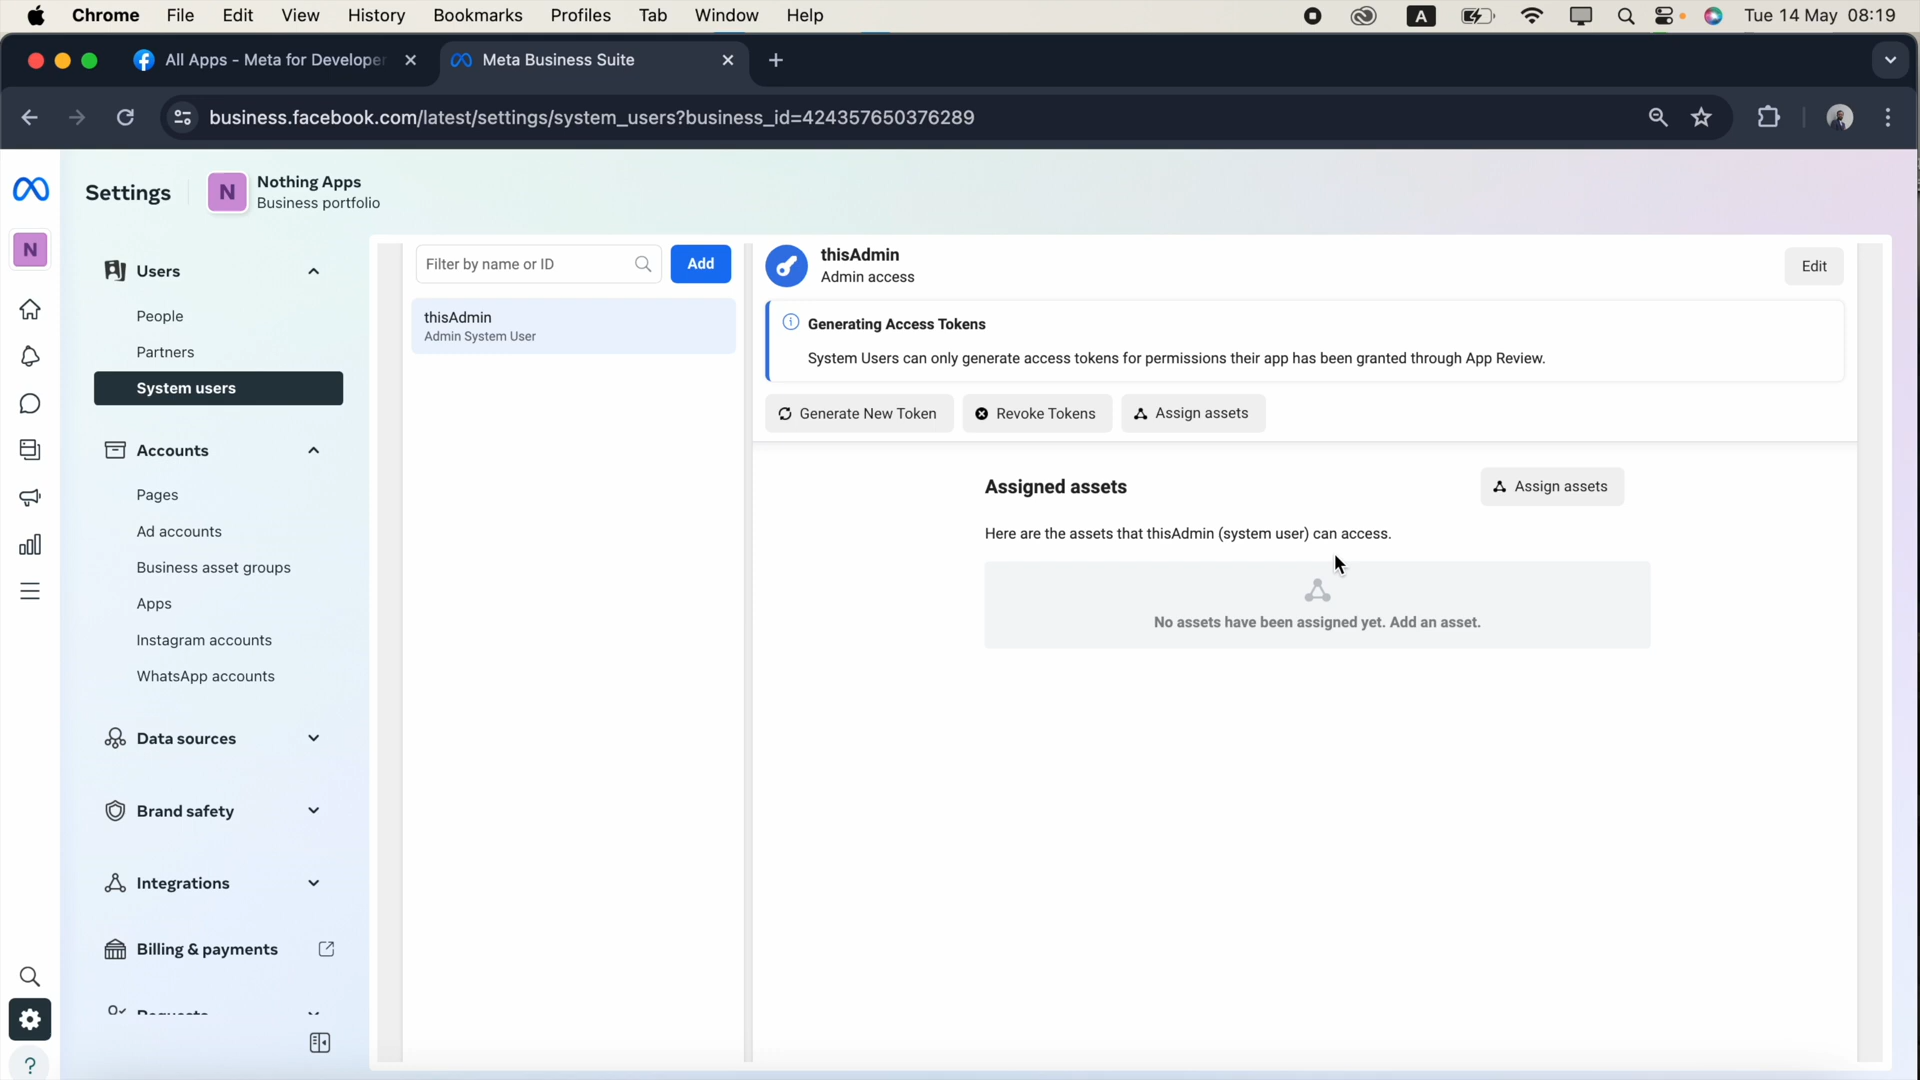 Chrome File Edit View History Bookmarks Profiles Tab Window Help A Tue 14 May 08:19
All Apps - Meta for Developer Meta Business Suite
business.facebook.com/latest/settings/system_users?business_id=424357650376289
Settings N Nothing Apps
Business portfolio
N
Users
People
Partners
System users
Accounts
Pages
Ad accounts
Business asset groups
Apps
Instagram accounts
WhatsApp accounts
Data sources
Brand safety
Integrations
Billing & payments
?
Filter by name or ID Add
thisAdmin
Admin System User
thisAdmin
Admin access
Edit
Generating Access Tokens
System Users can only generate access tokens for permissions their app has been granted through App Review.
Generate New Token Revoke Tokens Assign assets
Assigned assets Assign assets
Here are the assets that thisAdmin (system user) can access.
No assets have been assigned yet. Add an asset.